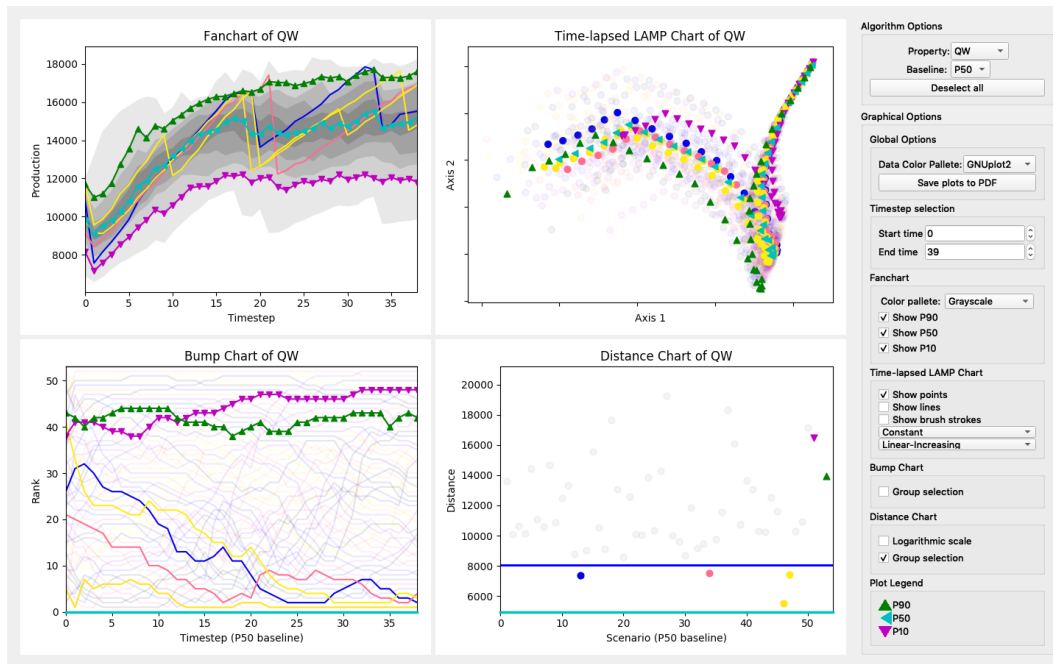 Fanchart of QW
18000
16000
14000
12000
10000
8000
Production
0 5 10 15 20 25 30 35
Timestep
Time-lapsed LAMP Chart of QW
Axis 2
Axis 1
Bump Chart of QW
50
40
30
20
10
0
Rank
0 5 10 15 20 25 30 35
Timestep (P50 baseline)
Distance Chart of QW
20000
18000
16000
14000
12000
10000
8000
6000
Distance
0 10 20 30 40 50
Scenario (P50 baseline)
Algorithm Options
Property: QW
Baseline: P50
Deselect all
Graphical Options
Global Options
Data Color Pallete: GNUplot2
Save plots to PDF
Timestep selection
Start time 0
End time 39
Fanchart
Color pallete: Grayscale
Show P90
Show P50
Show P10
Time-lapsed LAMP Chart
Show points
Show lines
Show brush strokes
Constant
Linear-Increasing
Bump Chart
Group selection
Distance Chart
Logarithmic scale
Group selection
Plot Legend
P90
P50
P10